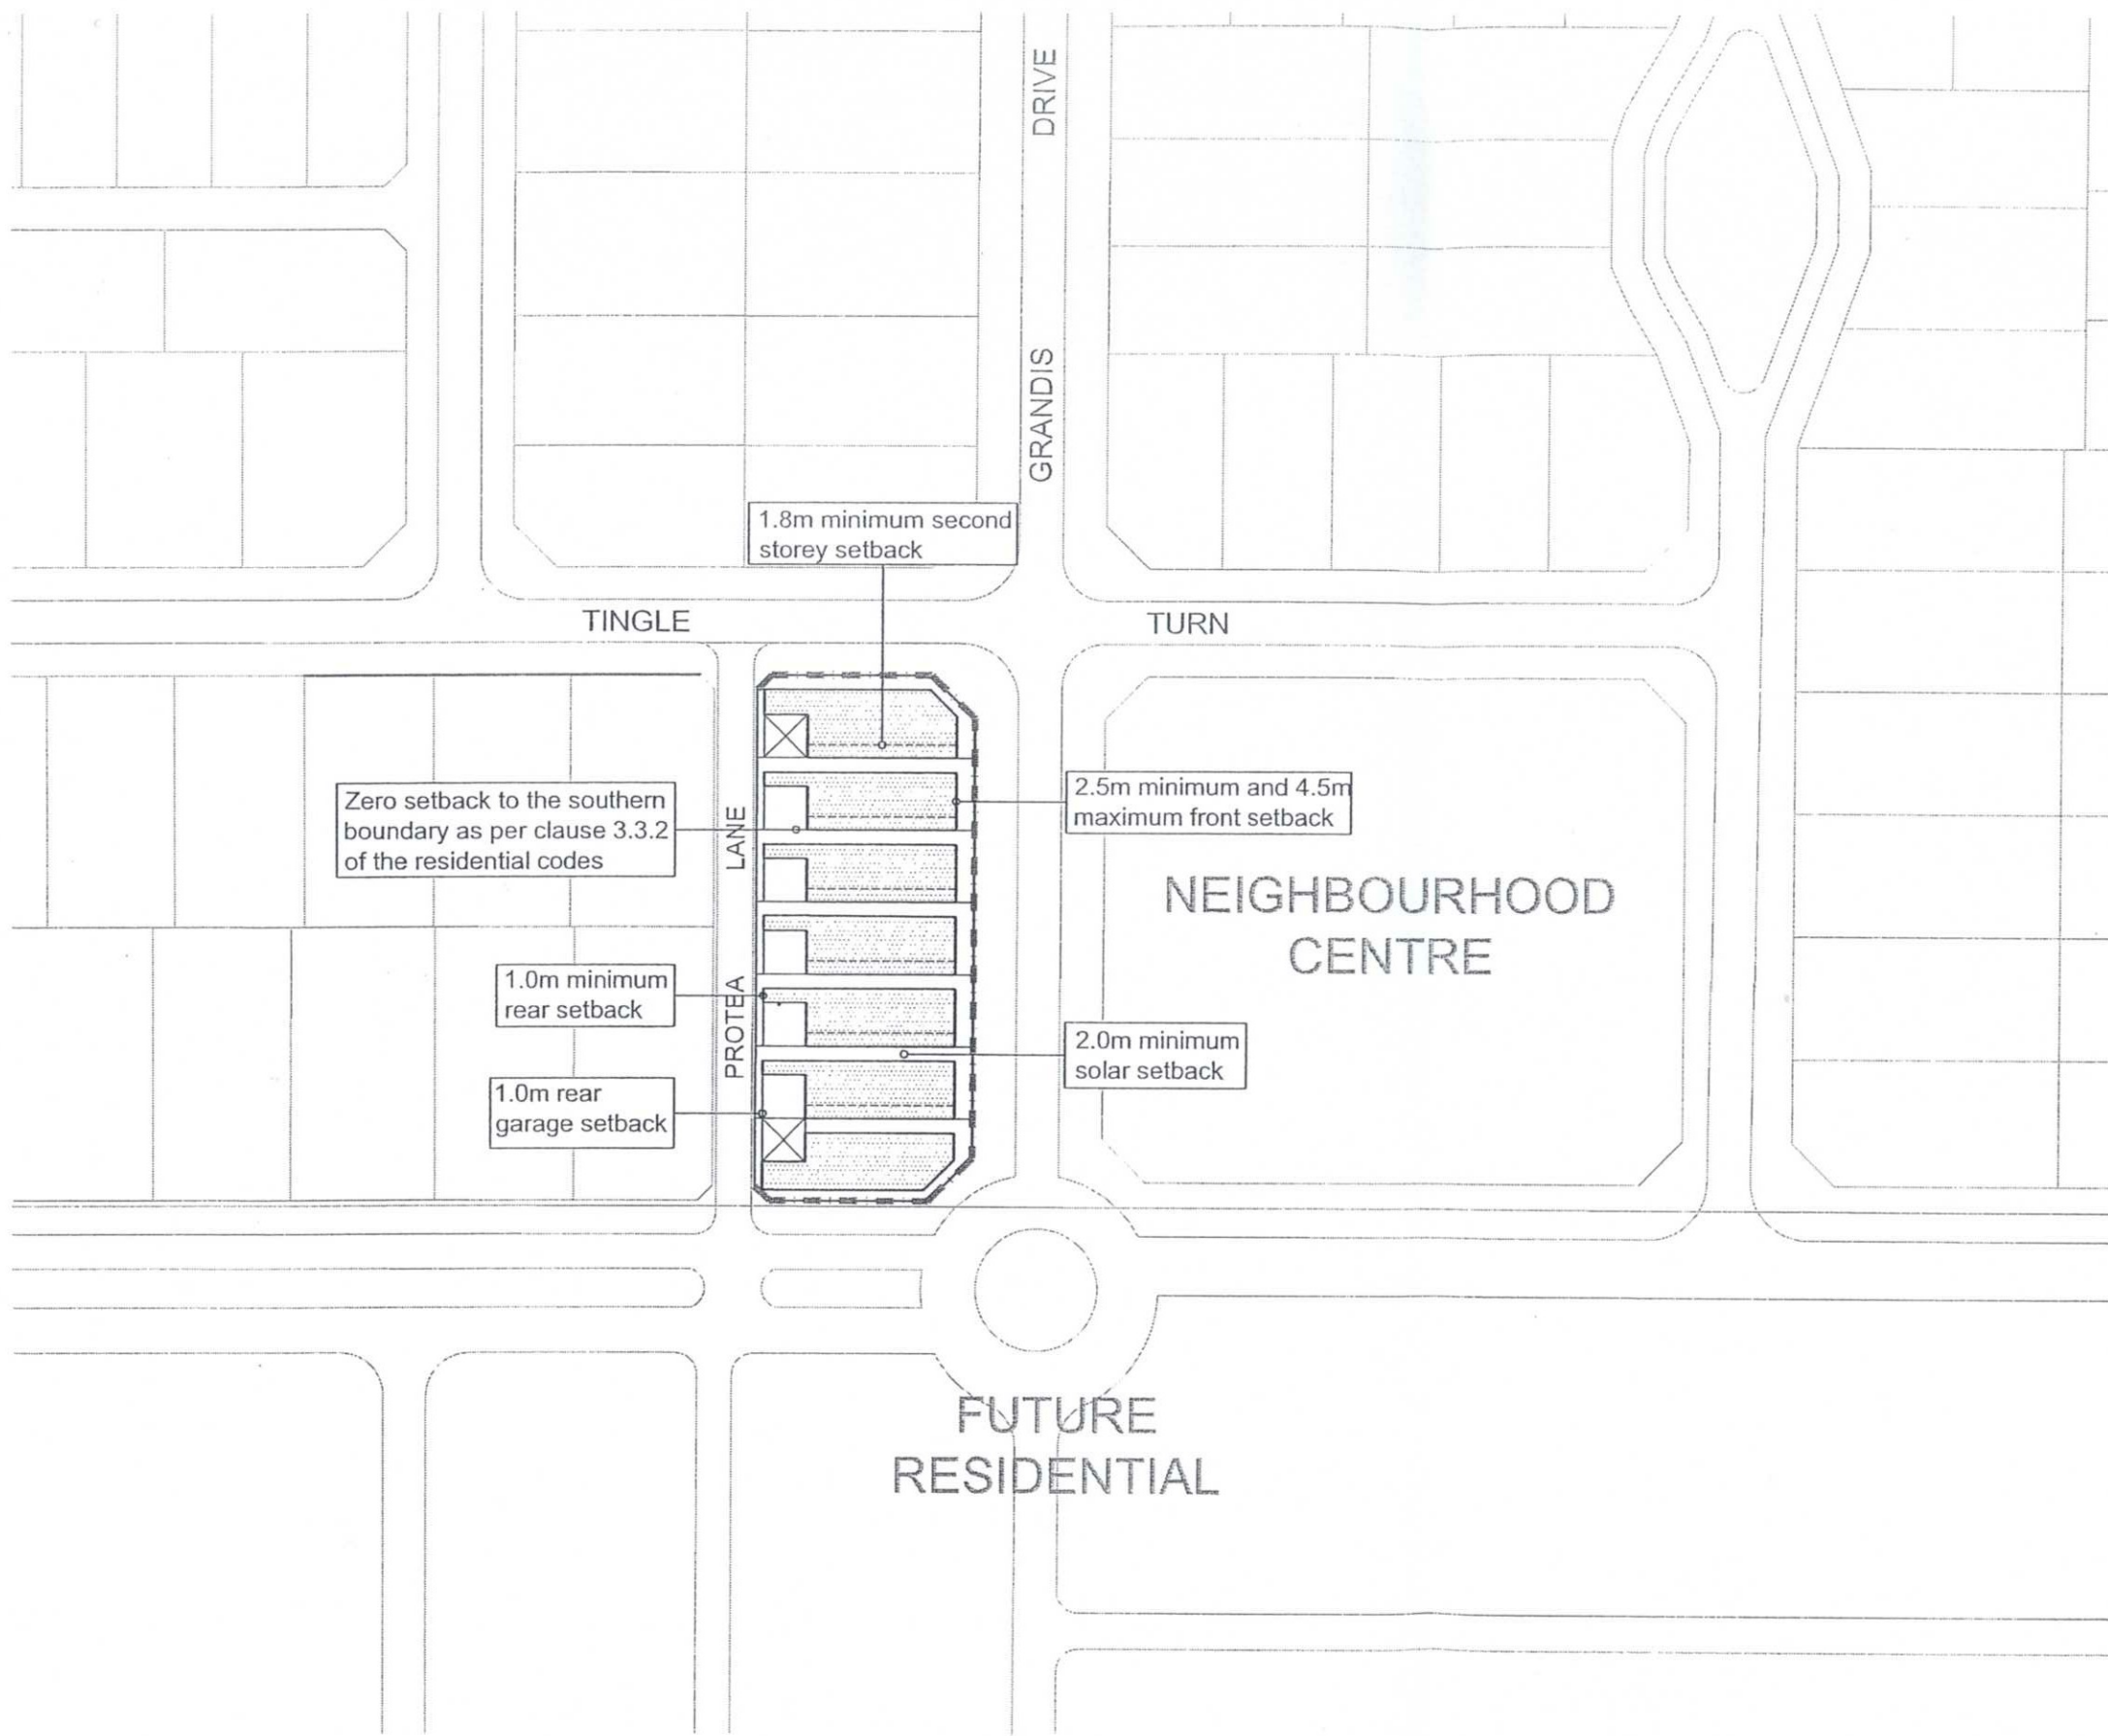 DRIVE
GRANDIS
1.8m minimum second
storey setback
TINGLE
TURN
Zero setback to the southern
boundary as per clause 3.3.2
of the residential codes
LANE
2.5m minimum and 4.5m
maximum front setback
NEIGHBOURHOOD
CENTRE
1.0m minimum
rear setback
PROTEA
2.0m minimum
solar setback
1.0m rear
garage setback
FUTURE
RESIDENTIAL